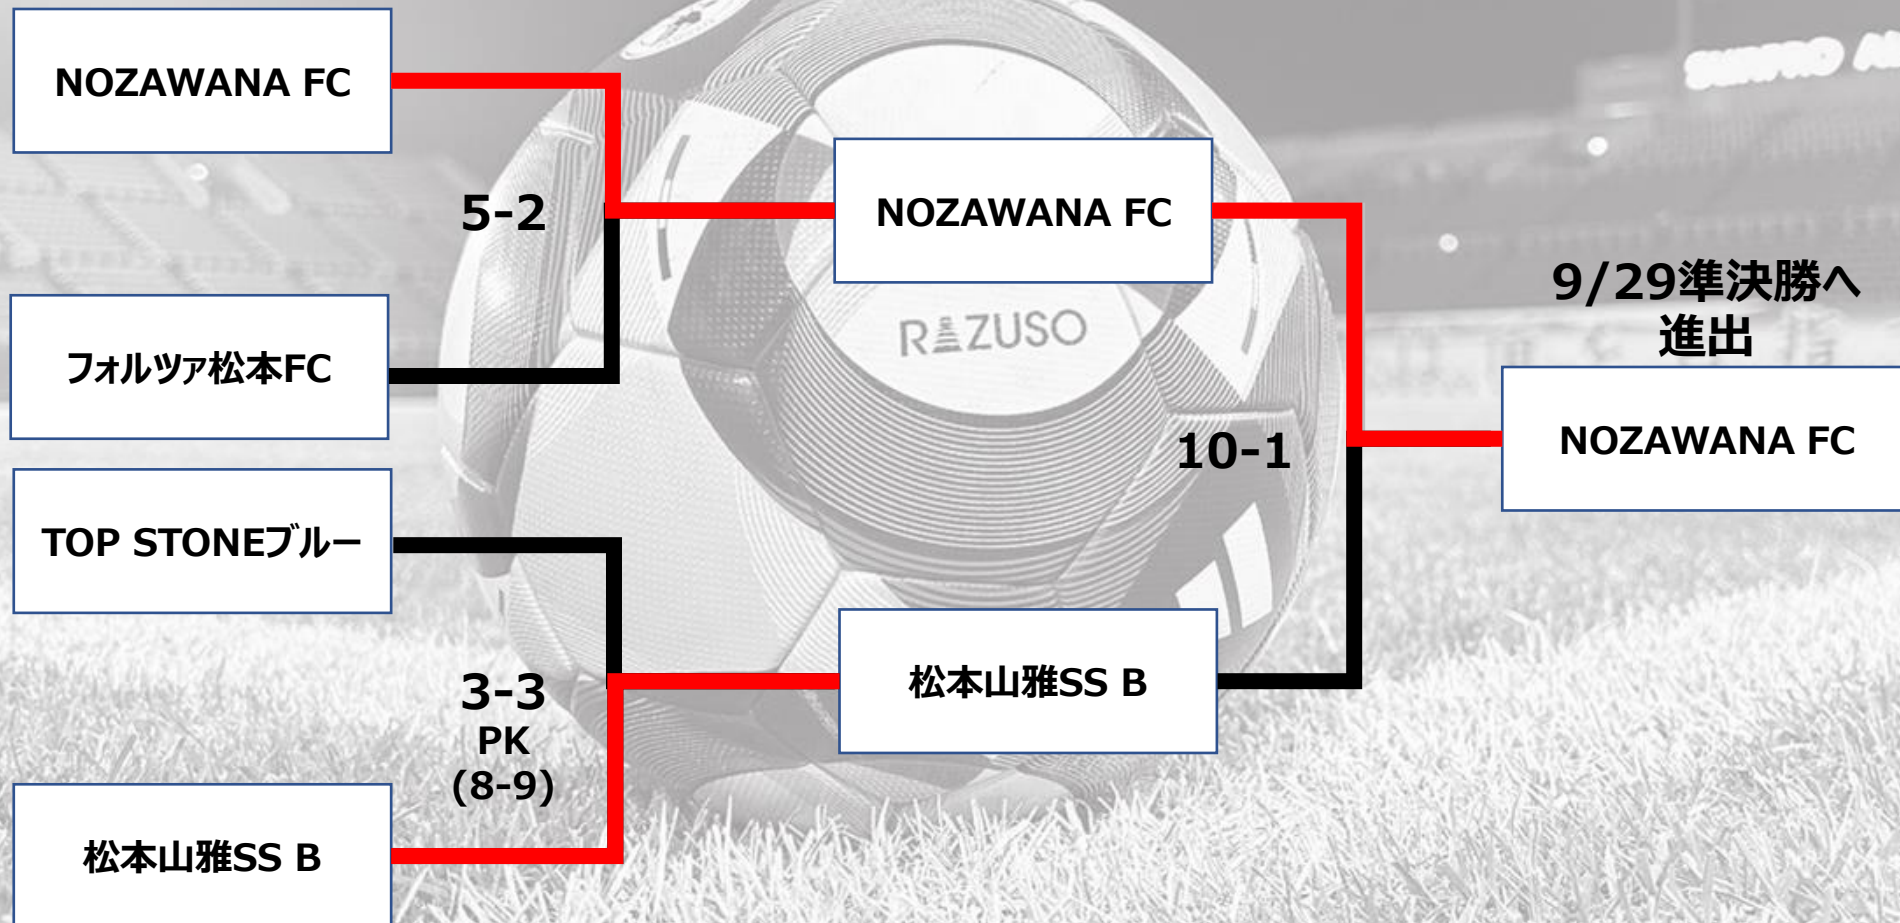 NOZAWANA FC
5-2
フォルツァ松本FC
NOZAWANA FC
RAZUSO
9/29準決勝へ
進出
NOZAWANA FC
10-1
TOP STONEブルー
3-3
PK
(8-9)
松本山雅SS B
松本山雅SS B